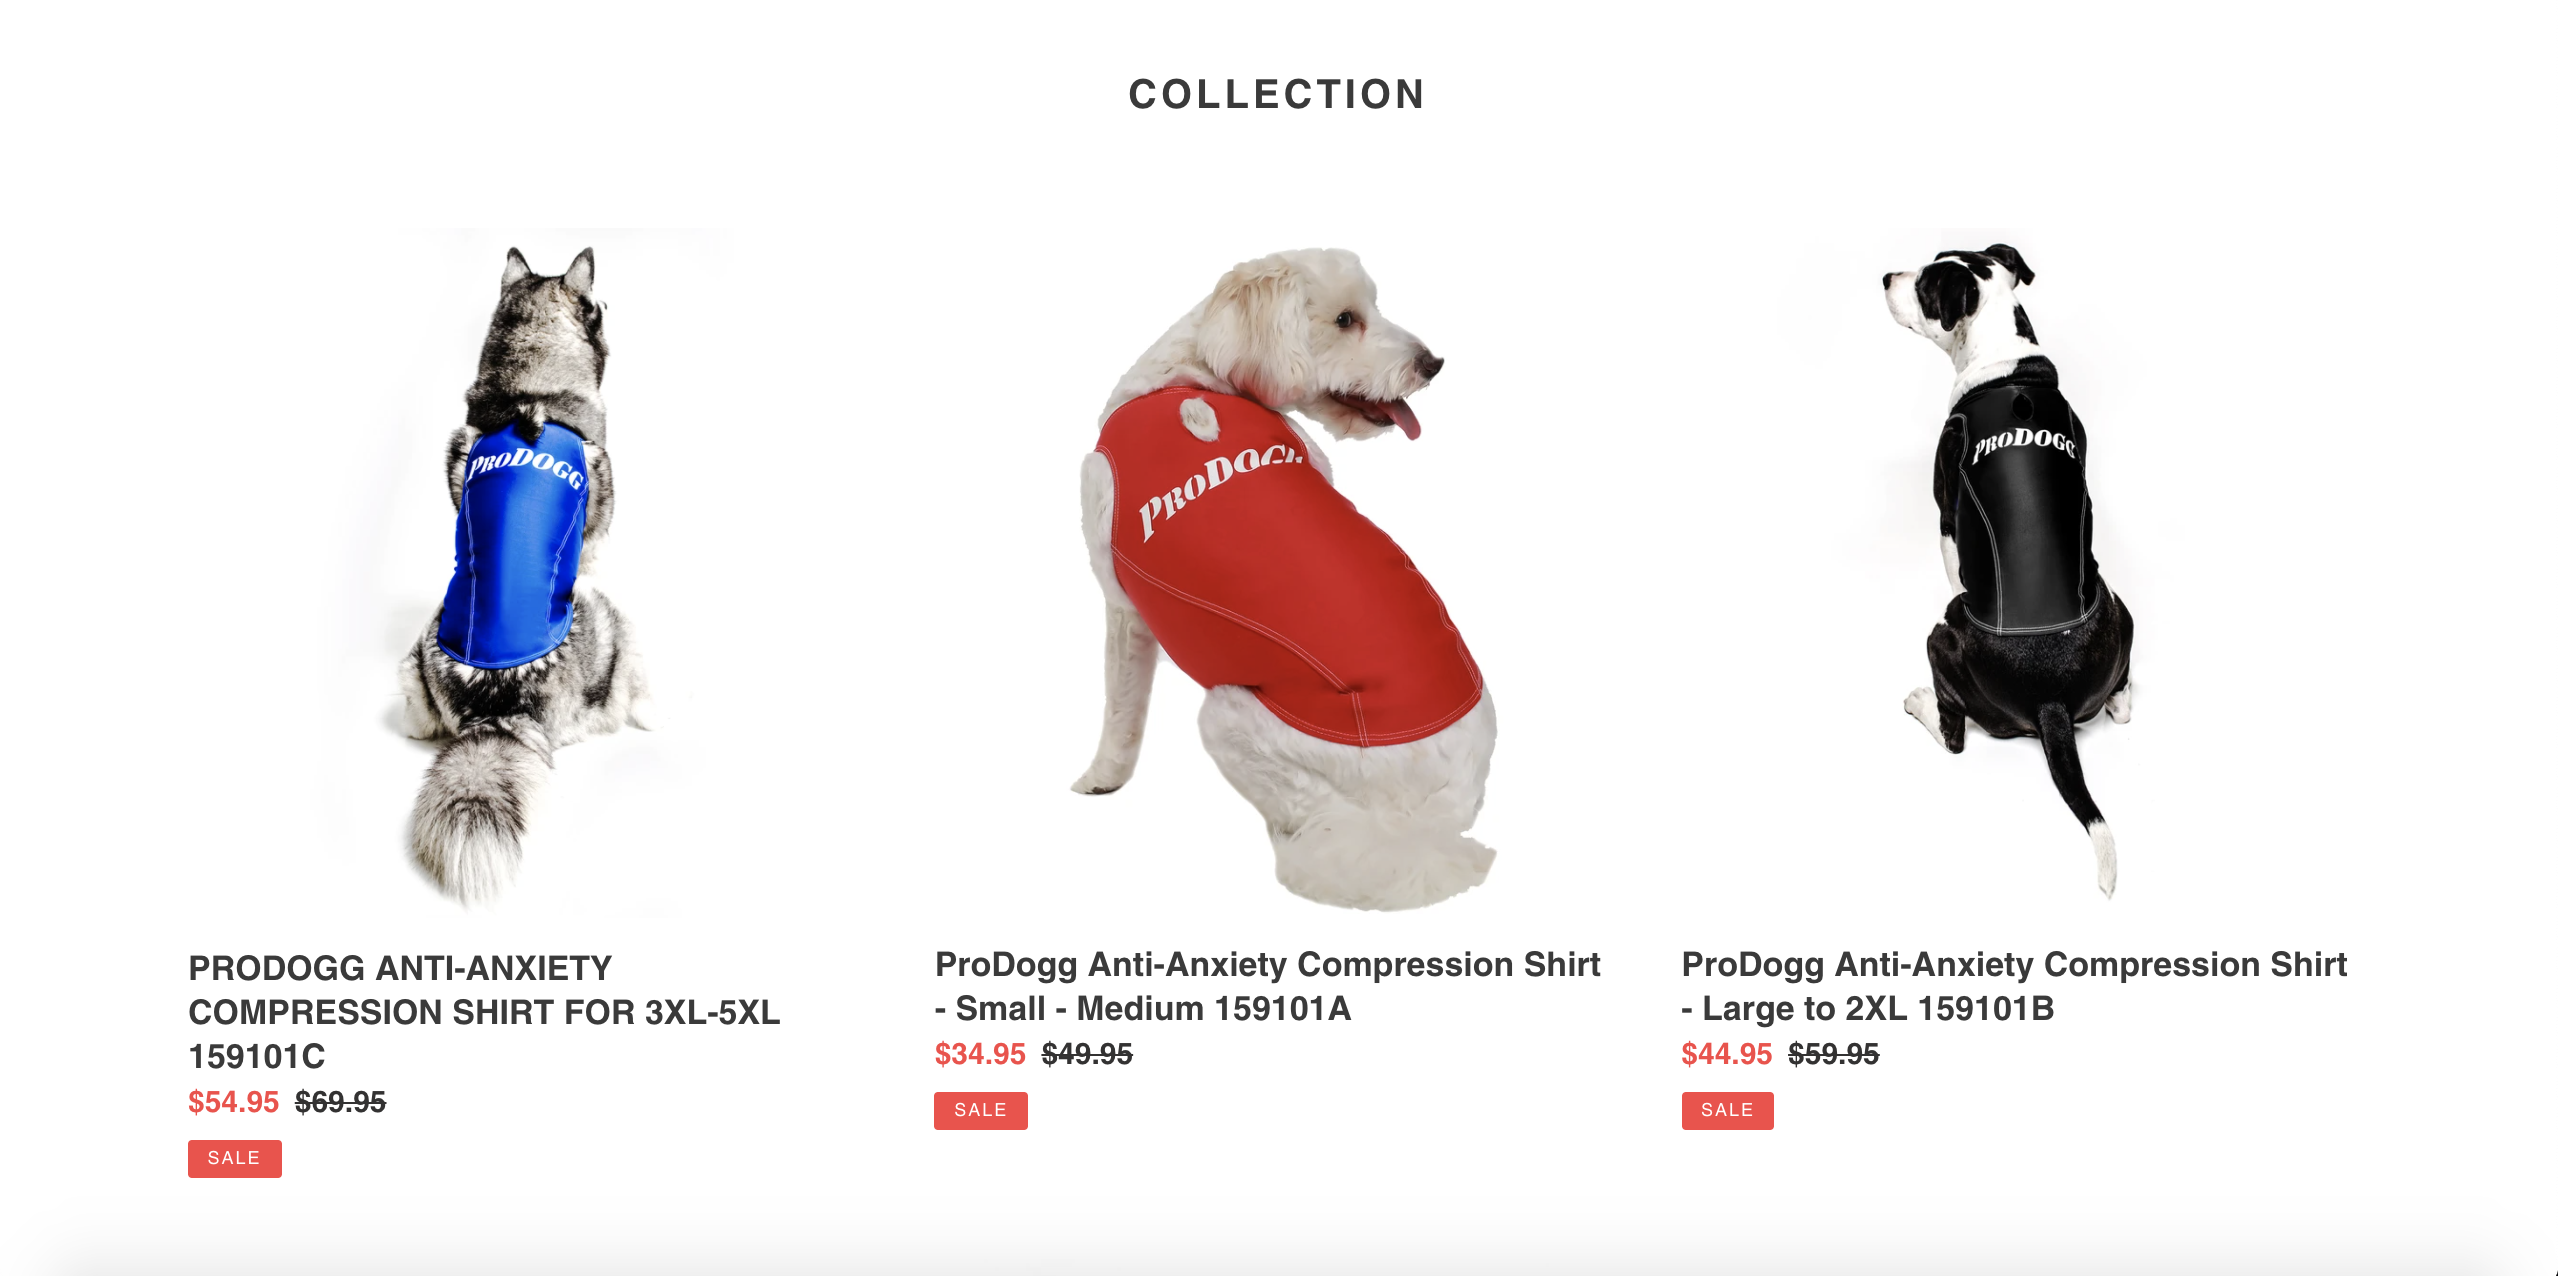 COLLECTION
PRODOGG
PRODOGG
PRODOGG ANTI-ANXIETY
COMPRESSION SHIRT FOR 3XL-5XL
159101C
$54.95 $69.95
SALE
ProDogg Anti-Anxiety Compression Shirt
- Small - Medium 159101A
$34.95 $49.95
SALE
ProDogg Anti-Anxiety Compression Shirt
- Large to 2XL 159101B
$44.95 $59.95
SALE